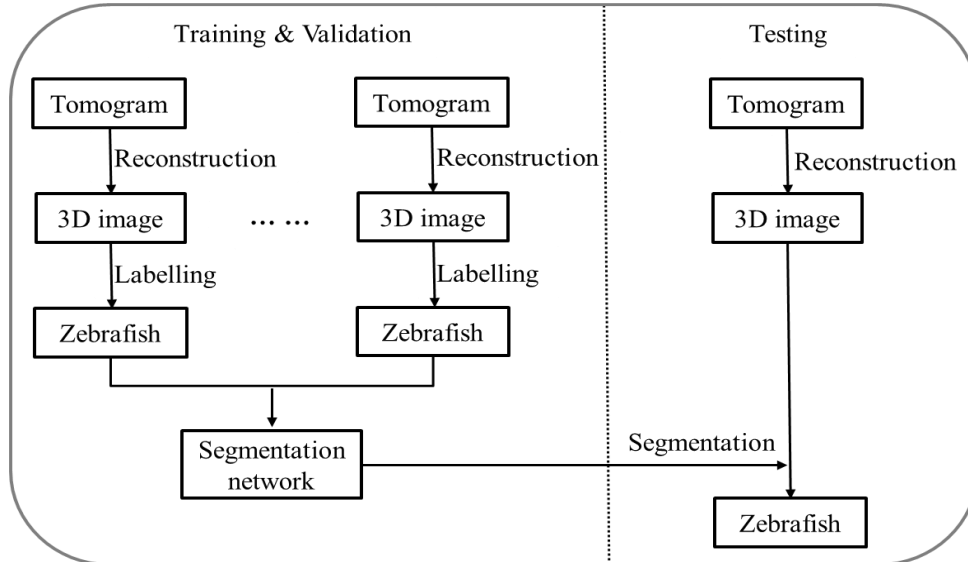 Training & Validation
Testing
Tomogram
Tomogram
Tomogram
Reconstruction
Reconstruction
Reconstruction
3D image
... ...
3D image
3D image
Labelling
Labelling
Zebrafish
Zebrafish
Segmentation
network
Segmentation
Zebrafish